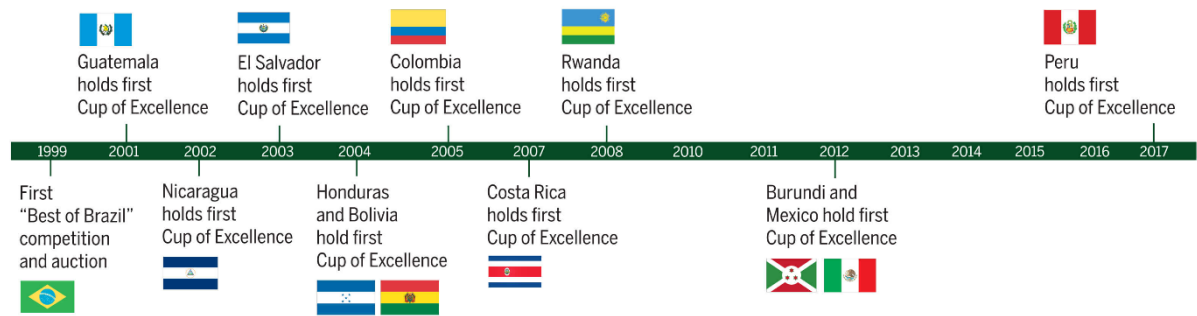 Guatemala
holds first
Cup of Excellence
El Salvador
holds first
Cup of Excellence
Colombia
holds first
Cup of Excellence
Rwanda
holds first
Cup of Excellence
Peru
holds first
Cup of Excellence
1999 2001 2002 2003 2004 2005 2007 2008 2010 2011 2012 2013 2014 2015 2016 2017
First
“Best of Brazil”
competition
and auction
Nicaragua
holds first
Cup of Excellence
Honduras
and Bolivia
hold first
Cup of Excellence
Costa Rica
holds first
Cup of Excellence
Burundi and
Mexico hold first
Cup of Excellence